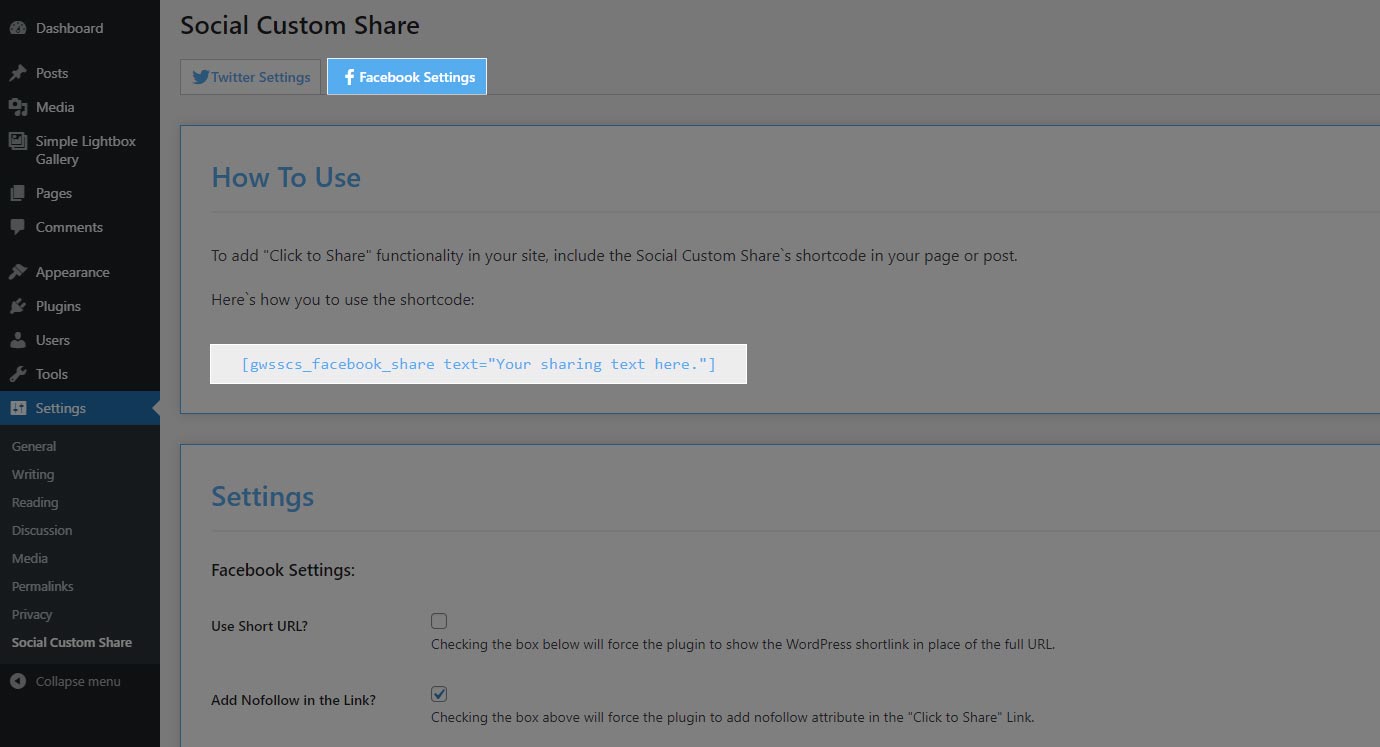 Dashboard
Posts
Media
Simple Lightbox
Gallery
Pages
Comments
Appearance
Plugins
Users
Tools
Settings
General
Writing
Reading
Discussion
Media
Permalinks
Privacy
Social Custom Share
Collapse menu
Social Custom Share
Twitter Settings
Facebook Settings
How To Use
To add "Click to Share" functionality in your site, include the Social Custom Share`s shortcode in your page or post.
Here`s how you to use the shortcode:
[gwsscs_facebook_share text="Your sharing text here."]
Settings
Facebook Settings:
Use Short URL?
Checking the box below will force the plugin to show the WordPress shortlink in place of the full URL.
Add Nofollow in the Link?
Checking the box above will force the plugin to add nofollow attribute in the "Click to Share" Link.